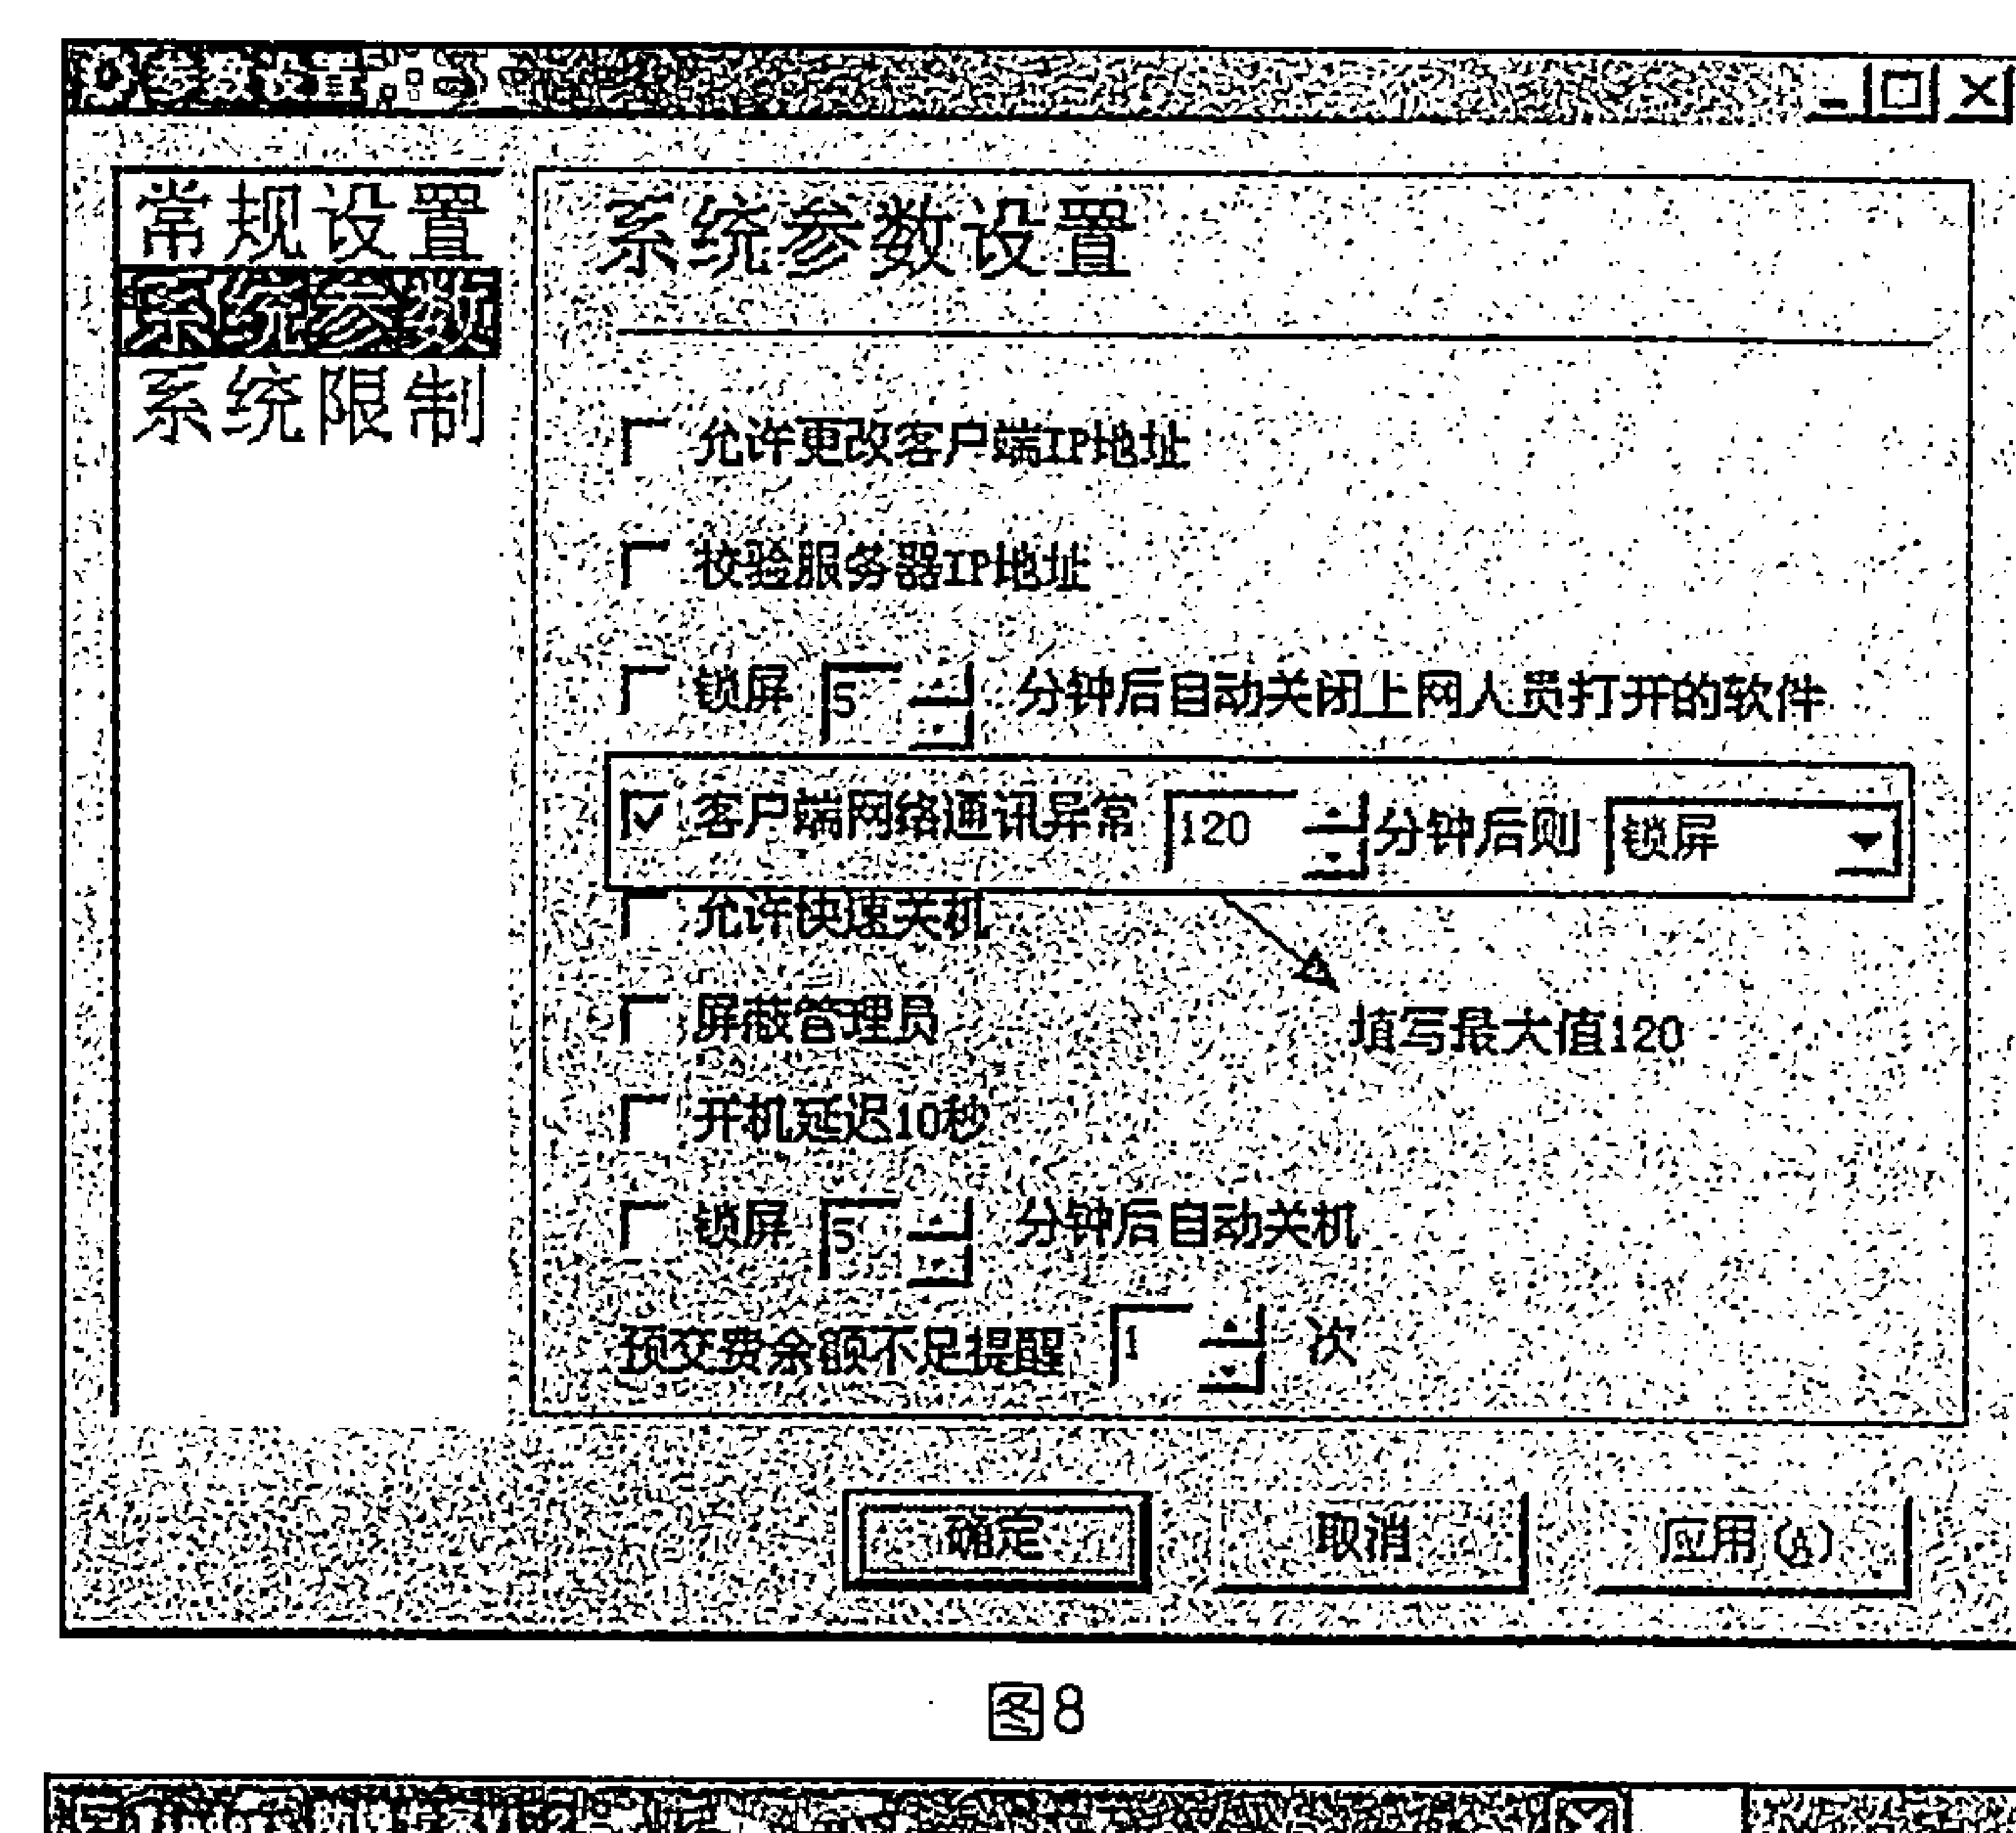 参数设置
常规设置
系统参数
系统限制
系统参数设置
允许更改客户端IP地址
校验服务器IP地址
锁屏 5 分钟后自动关闭上网人员打开的软件
客户端网络通讯异常 120 分钟后则 锁屏
允许快速关机
屏蔽管理员
填写最大值120
开机延迟10秒
锁屏 5 分钟后自动关机
预交费余额不足提醒 1 次
确定 取消 应用(A)
图8